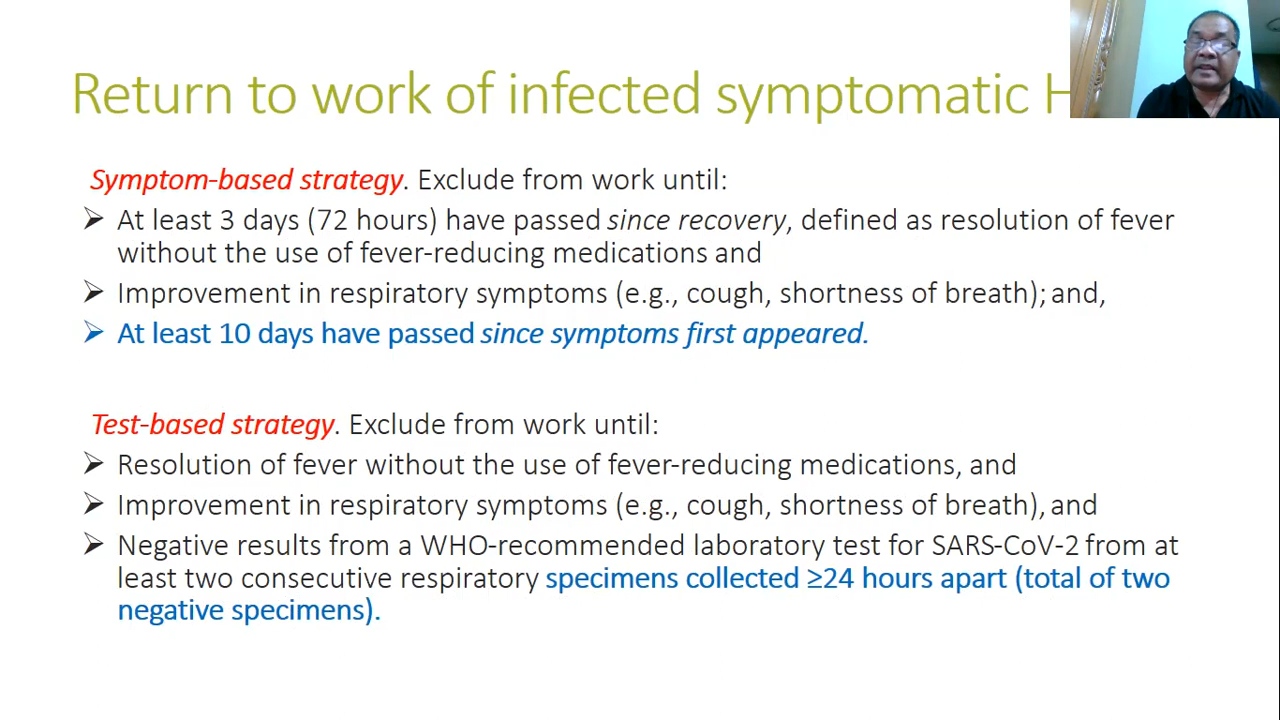 Return to work of infected symptomatic H
Symptom-based strategy. Exclude from work until:
➢ At least 3 days (72 hours) have passed since recovery, defined as resolution of fever
without the use of fever-reducing medications and
➢ Improvement in respiratory symptoms (e.g., cough, shortness of breath); and,
➢ At least 10 days have passed since symptoms first appeared.
Test-based strategy. Exclude from work until:
➢ Resolution of fever without the use of fever-reducing medications, and
➢ Improvement in respiratory symptoms (e.g., cough, shortness of breath), and
➢ Negative results from a WHO-recommended laboratory test for SARS-CoV-2 from at
least two consecutive respiratory specimens collected ≥24 hours apart (total of two
negative specimens).